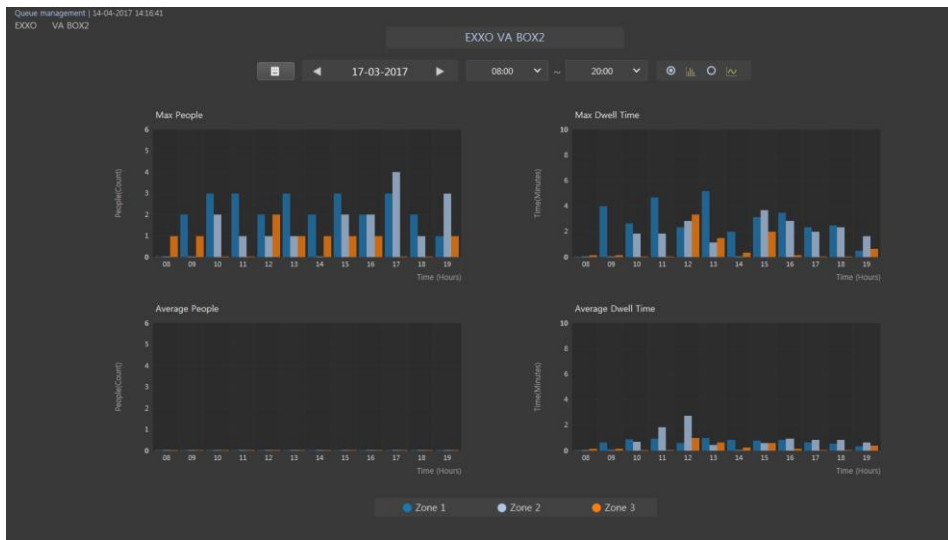 Queue management | 14-04-2017 14:16:41
EXXO VA BOX2
EXXO VA BOX2
17-03-2017 08:00 ~ 20:00
Max People
People(Count)
6
5
4
3
2
1
0
08 09 10 11 12 13 14 15 16 17 18 19
Time (Hours)
Max Dwell Time
Time(Minutes)
10
8
6
4
2
0
08 09 10 11 12 13 14 15 16 17 18 19
Time (Hours)
Average People
People(Count)
6
5
4
3
2
1
0
08 09 10 11 12 13 14 15 16 17 18 19
Time (Hours)
Average Dwell Time
Time(Minutes)
10
8
6
4
2
0
08 09 10 11 12 13 14 15 16 17 18 19
Time (Hours)
Zone 1 Zone 2 Zone 3